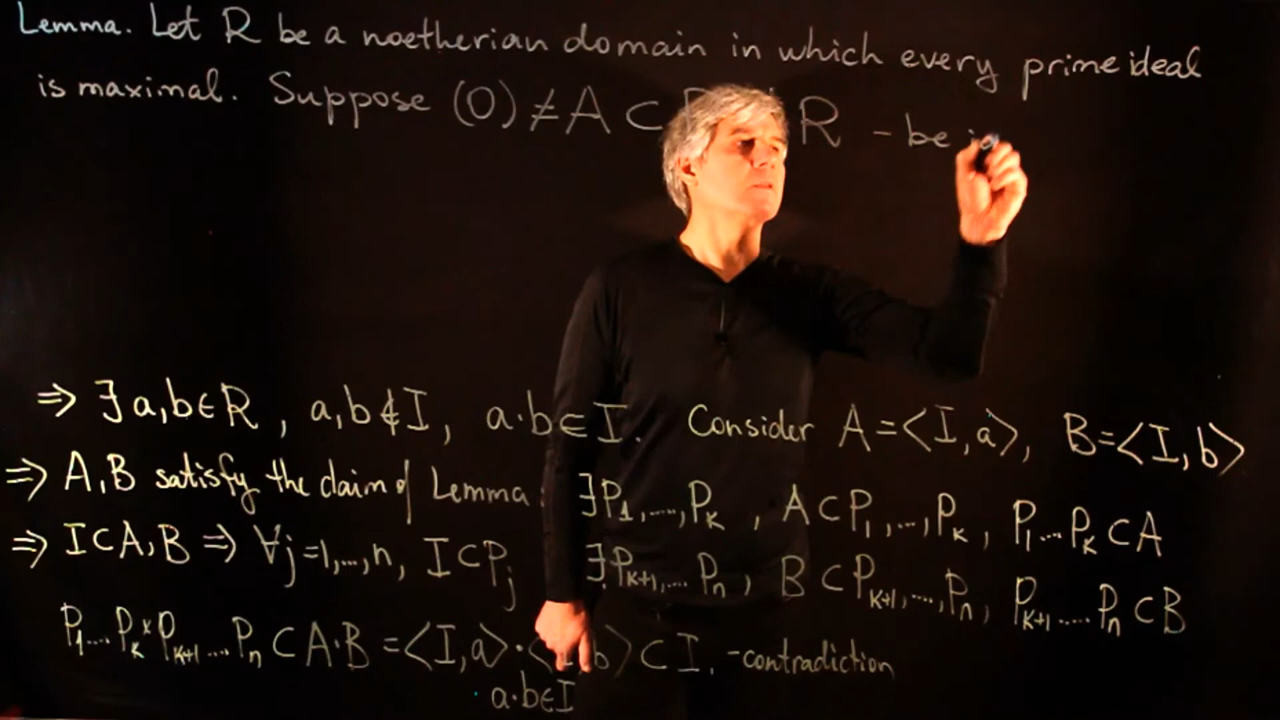 Lemma. Let R be a noetherian domain in which every prime ideal
is maximal. Suppose (0) ≠ A ⊂ R - be
⇒ ∃ a,b∈R, a,b∉I, a·b∈I. Consider A=<I,a>, B=<I,b>
⇒ A,B satisfy the claim of Lemma: ∃P₁,...,Pₖ, A⊂P₁,...,Pₖ, P₁...Pₖ⊂A
⇒ I⊂A,B ⇒ ∀j=1,...,n, I⊂Pⱼ ∃Pₖ₊₁,...Pₙ, B⊂Pₖ₊₁,...,Pₙ, Pₖ₊₁.....Pₙ⊂B
P₁....Pₖ×Pₖ₊₁....Pₙ⊂A·B=<I,a>·<I,b>⊂I. -contradiction
a·b∈I